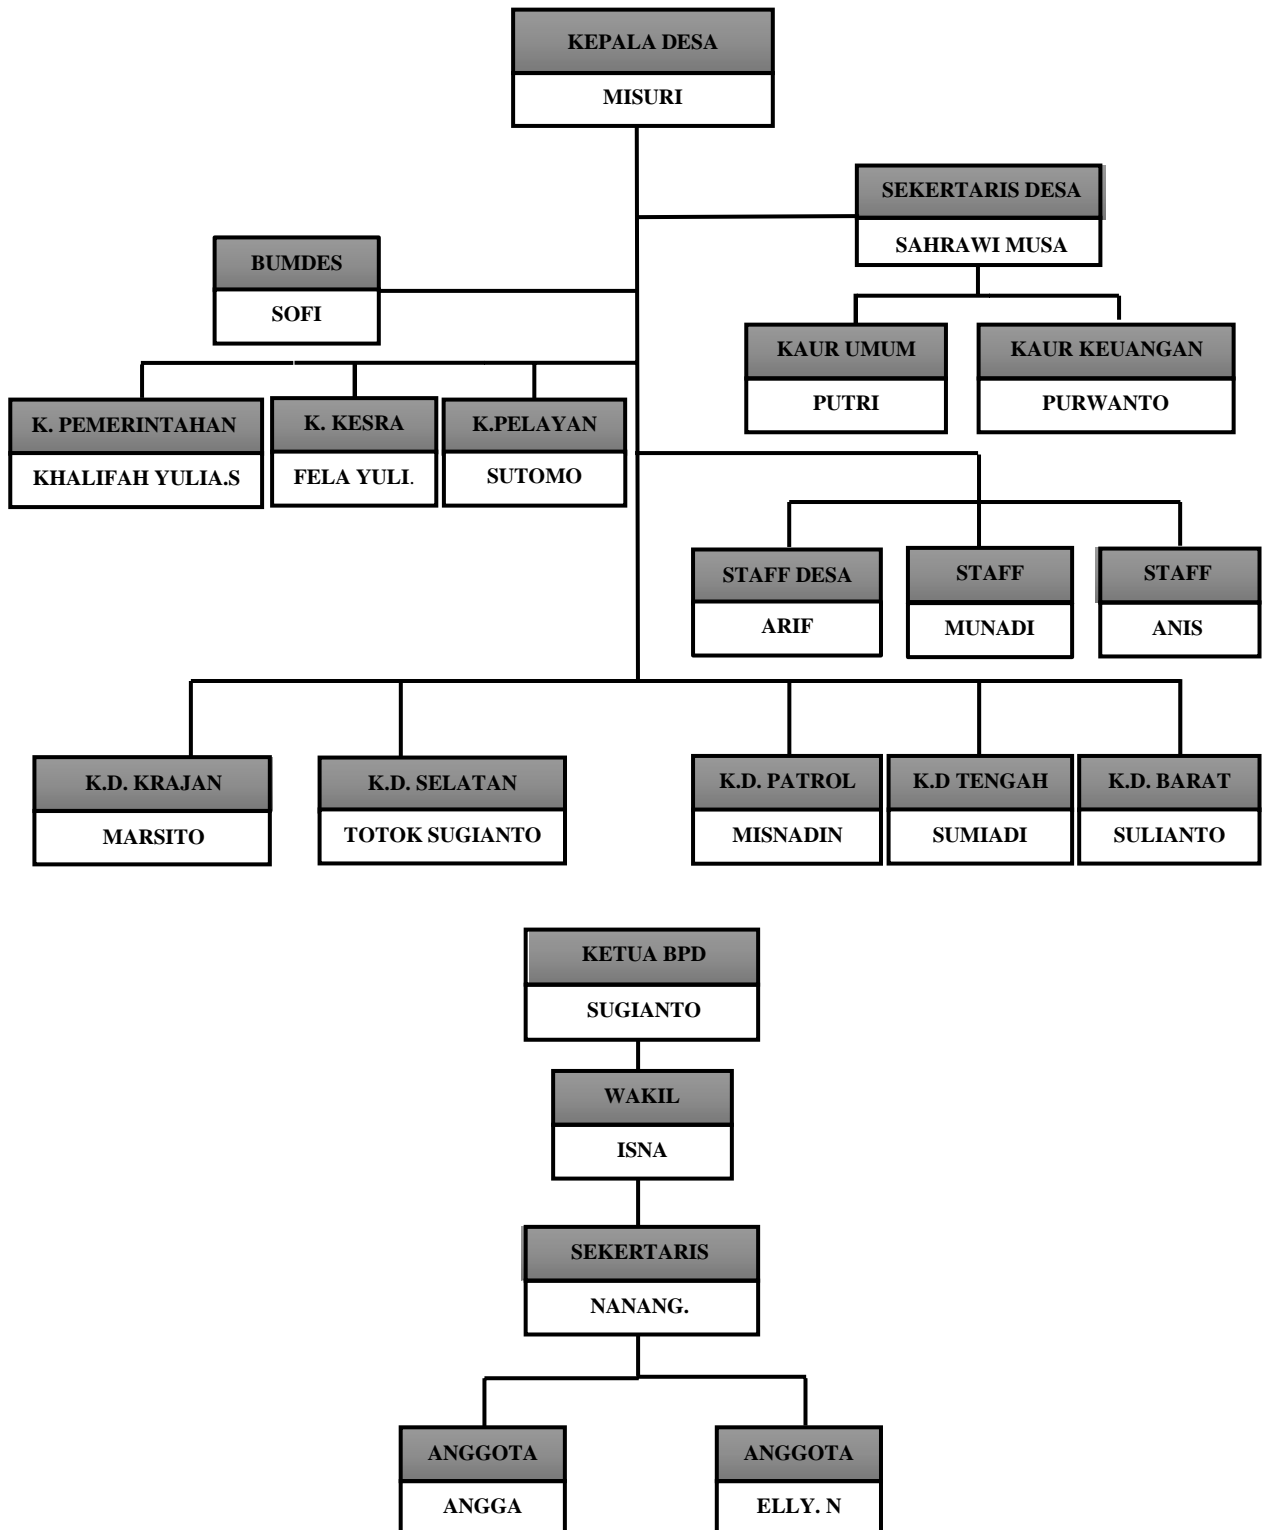 KEPALA DESA
MISURI
SEKERTARIS DESA
SAHRAWI MUSA
BUMDES
SOFI
KAUR UMUM
PUTRI
KAUR KEUANGAN
PURWANTO
K. PEMERINTAHAN
KHALIFAH YULIA.S
K. KESRA
FELA YULI.
K.PELAYAN
SUTOMO
STAFF DESA
ARIF
STAFF
MUNADI
STAFF
ANIS
K.D. KRAJAN
MARSITO
K.D. SELATAN
TOTOK SUGIANTO
K.D. PATROL
MISNADIN
K.D TENGAH
SUMIADI
K.D. BARAT
SULIANTO
KETUA BPD
SUGIANTO
WAKIL
ISNA
SEKERTARIS
NANANG.
ANGGOTA
ANGGA
ANGGOTA
ELLY. N